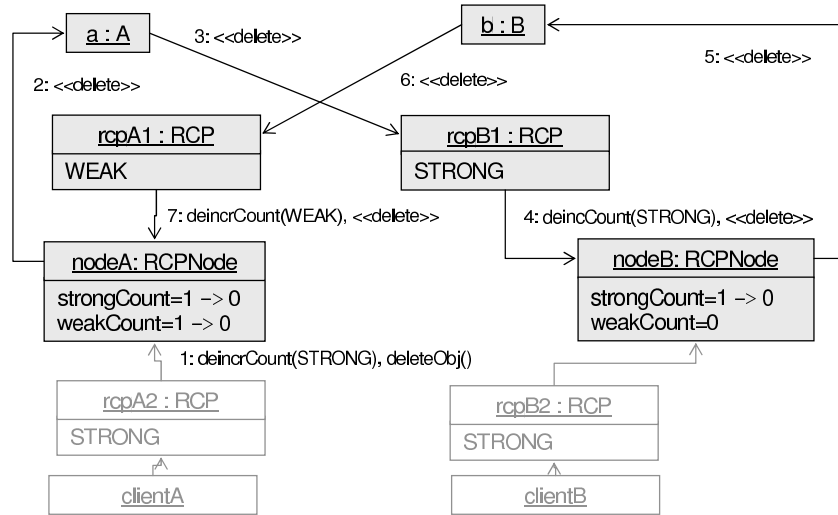 a : A
3: <<delete>>
b : B
5: <<delete>>
2: <<delete>>
6: <<delete>>
rcpA1 : RCP
WEAK
rcpB1 : RCP
STRONG
7: deincrCount(WEAK), <<delete>>
4: deincCount(STRONG), <<delete>>
nodeA: RCPNode
strongCount=1 -> 0
weakCount=1 -> 0
nodeB: RCPNode
strongCount=1 -> 0
weakCount=0
1: deincrCount(STRONG), deleteObj()
rcpA2 : RCP
STRONG
rcpB2 : RCP
STRONG
clientA
clientB